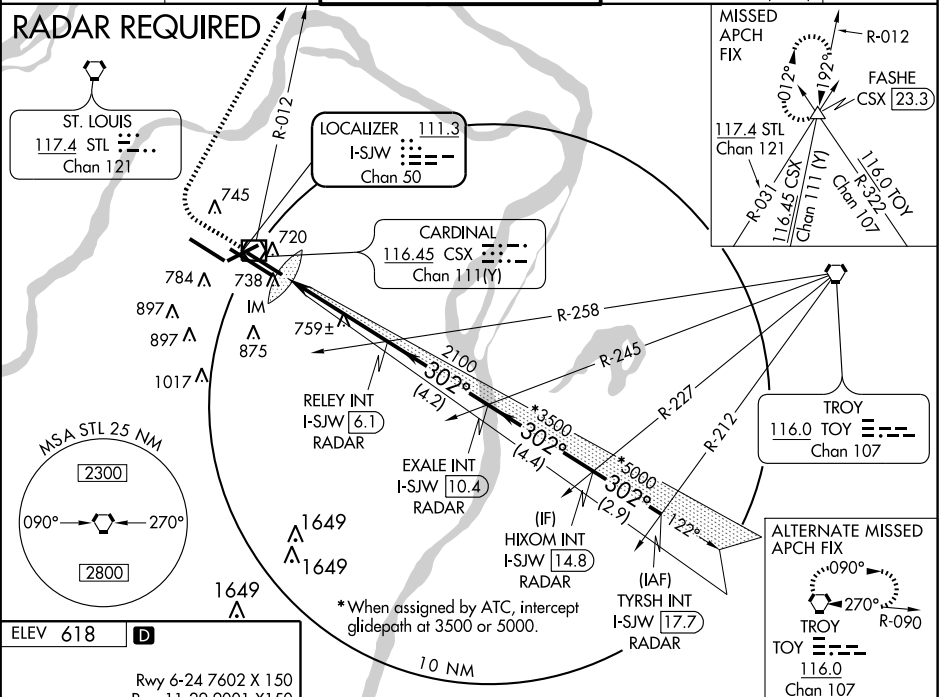 RADAR REQUIRED
ST. LOUIS
117.4 STL
Chan 121
R-012
LOCALIZER 111.3
I-SJW
Chan 50
MISSED
APCH
FIX
R-012
012°
192°
FASHE
CSX 23.3
117.4 STL
Chan 121
R-031
116.45 CSX
Chan 111 (Y)
116.0 TOY
R-322
Chan 107
745
720
CARDINAL
116.45 CSX
Chan 111(Y)
784
738
IM
897
897
875
759±
1017
R-258
R-245
R-227
R-212
2100
302°
(4.2)
*3500
302°
(4.4)
*5000
302°
(2.9)
122°
RELEY INT
I-SJW 6.1
RADAR
EXALE INT
I-SJW 10.4
RADAR
(IF)
HIXOM INT
I-SJW 14.8
RADAR
(IAF)
TYRSH INT
I-SJW 17.7
RADAR
TROY
116.0 TOY
Chan 107
MSA STL 25 NM
2300
090°
270°
2800
1649
1649
1649
*When assigned by ATC, intercept
glidepath at 3500 or 5000.
10 NM
ALTERNATE MISSED
APCH FIX
090°
270°
R-090
TROY
TOY
116.0
Chan 107
ELEV 618 D
Rwy 6-24 7602 X 150